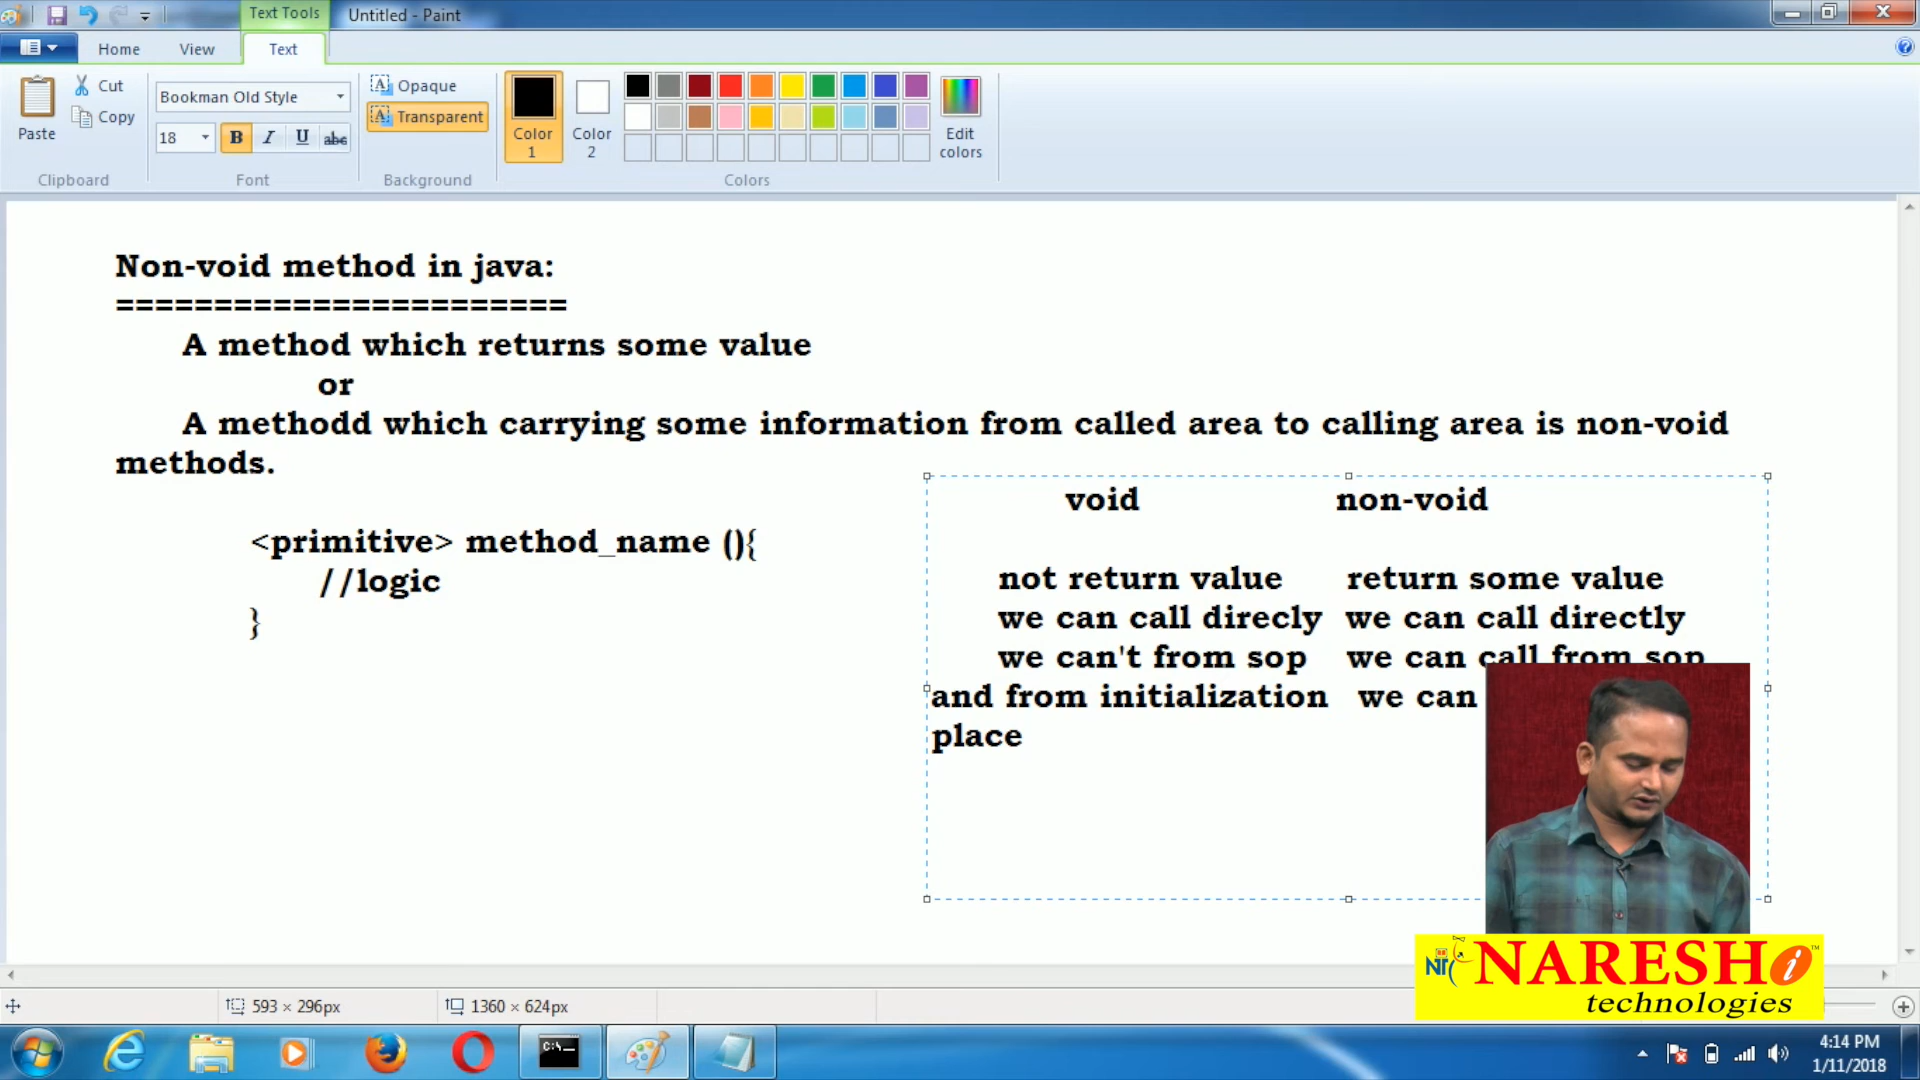 Text Tools
Untitled - Paint
Home
View
Text
Paste
Cut
Copy
Clipboard
Bookman Old Style
18
B
I
U
abc
Font
A Opaque
A Transparent
Background
Color
1
Color
2
Edit
colors
Colors
Non-void method in java:
=======================
A method which returns some value
or
A methodd which carrying some information from called area to calling area is non-void
methods.
<primitive> method_name (){
//logic
}
void non-void
not return value return some value
we can call direcly we can call directly
we can't from sop we can call from sop
and from initialization we can
place
NT
NARESH i ™
technologies
593 × 296px
1360 × 624px
C:\
4:14 PM
1/11/2018